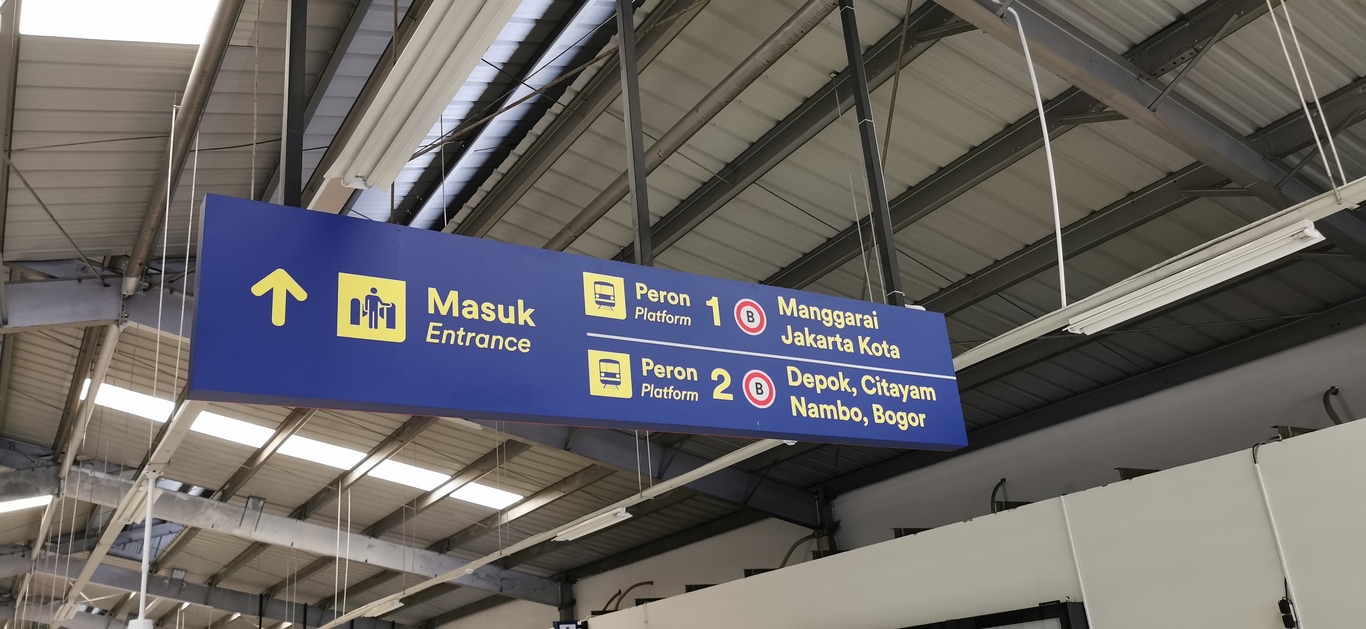 Masuk
Entrance
Peron
Platform
1
B
Manggarai
Jakarta Kota
Peron
Platform
2
B
Depok, Citayam
Nambo, Bogor